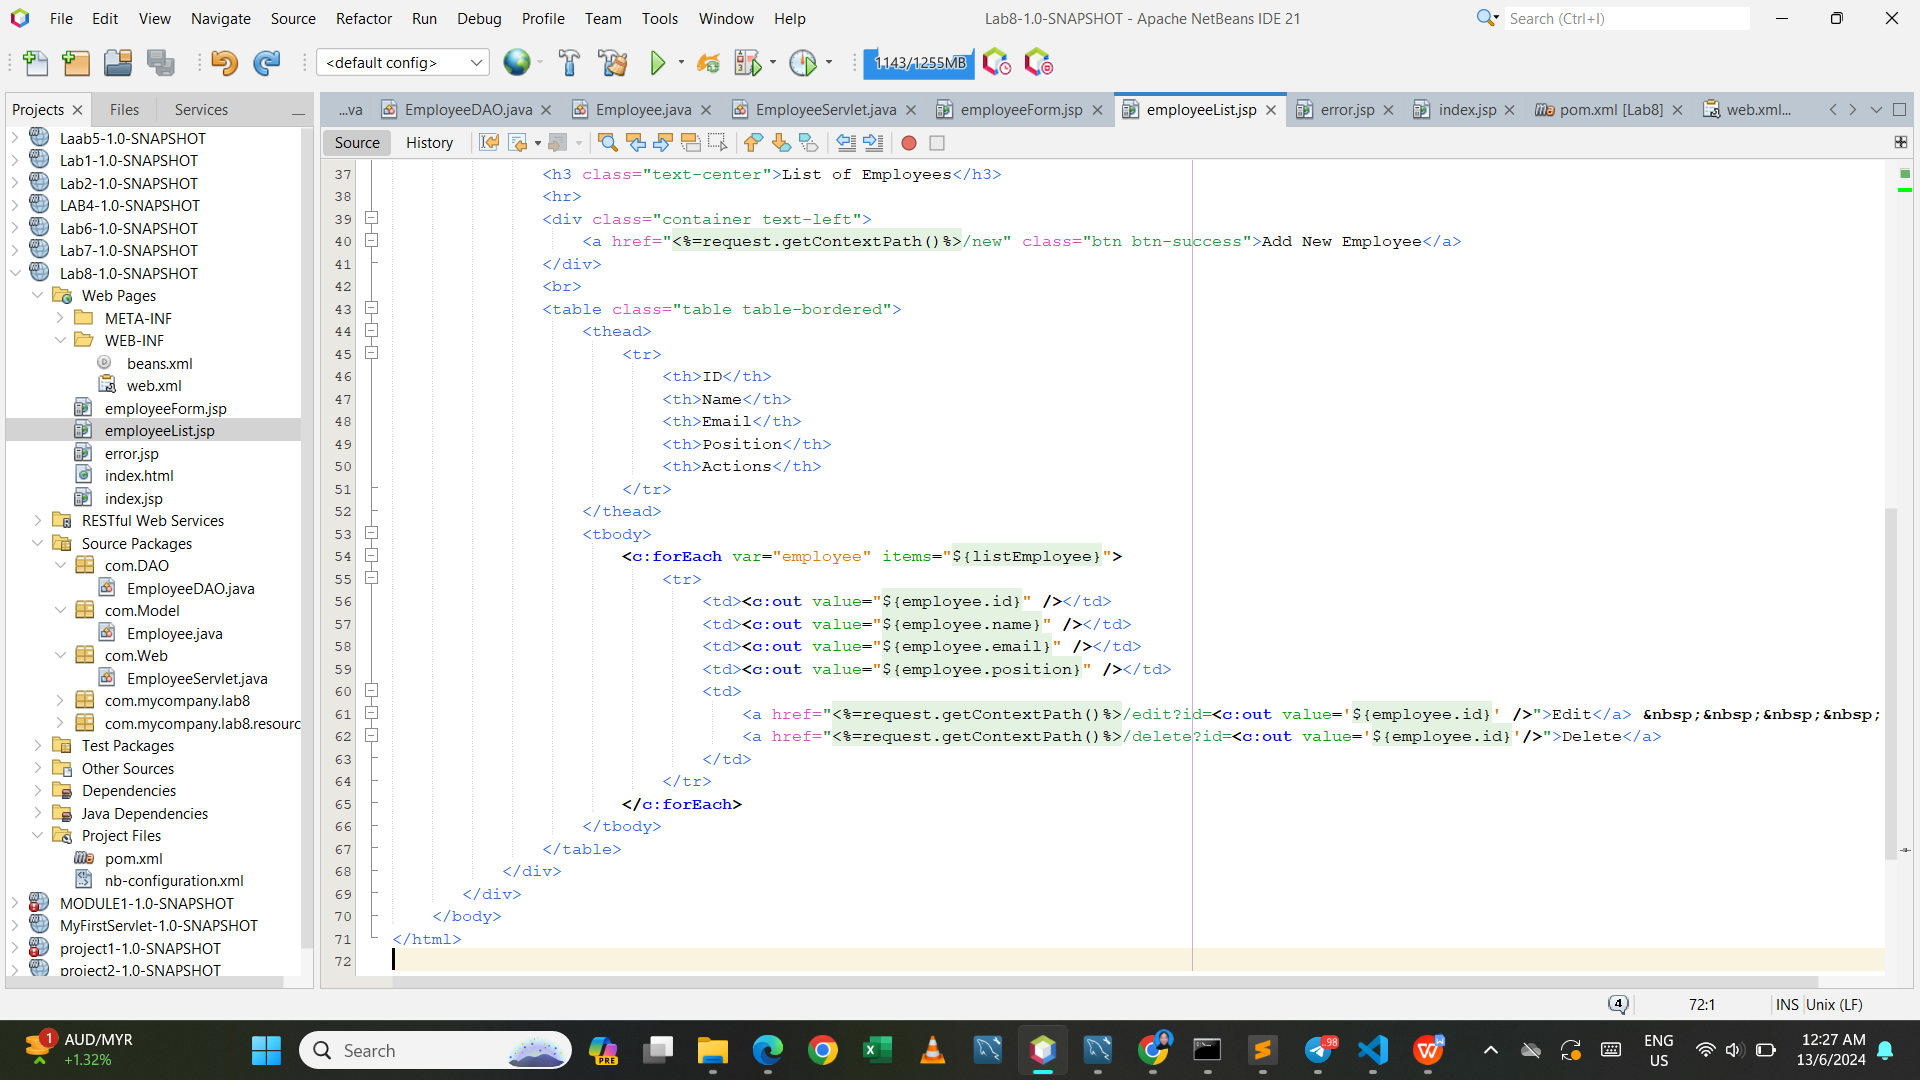 File Edit View Navigate Source Refactor Run Debug Profile Team Tools Window Help
Lab8-1.0-SNAPSHOT - Apache NetBeans IDE 21
Search (Ctrl+I)
<default config>
1143/1255MB
Projects Files Services
...va EmployeeDAO.java Employee.java EmployeeServlet.java employeeForm.jsp employeeList.jsp error.jsp index.jsp pom.xml [Lab8] web.xml...
Source History
Laab5-1.0-SNAPSHOT
Lab1-1.0-SNAPSHOT
Lab2-1.0-SNAPSHOT
LAB4-1.0-SNAPSHOT
Lab6-1.0-SNAPSHOT
Lab7-1.0-SNAPSHOT
Lab8-1.0-SNAPSHOT
Web Pages
META-INF
WEB-INF
beans.xml
web.xml
employeeForm.jsp
employeeList.jsp
error.jsp
index.html
index.jsp
RESTful Web Services
Source Packages
com.DAO
EmployeeDAO.java
com.Model
Employee.java
com.Web
EmployeeServlet.java
com.mycompany.lab8
com.mycompany.lab8.resourc
Test Packages
Other Sources
Dependencies
Java Dependencies
Project Files
pom.xml
nb-configuration.xml
MODULE1-1.0-SNAPSHOT
MyFirstServlet-1.0-SNAPSHOT
project1-1.0-SNAPSHOT
project2-1.0-SNAPSHOT
37 <h3 class="text-center">List of Employees</h3>
38 <hr>
39 <div class="container text-left">
40 <a href="<%=request.getContextPath()%>/new" class="btn btn-success">Add New Employee</a>
41 </div>
42 <br>
43 <table class="table table-bordered">
44 <thead>
45 <tr>
46 <th>ID</th>
47 <th>Name</th>
48 <th>Email</th>
49 <th>Position</th>
50 <th>Actions</th>
51 </tr>
52 </thead>
53 <tbody>
54 <c:forEach var="employee" items="${listEmployee}">
55 <tr>
56 <td><c:out value="${employee.id}" /></td>
57 <td><c:out value="${employee.name}" /></td>
58 <td><c:out value="${employee.email}" /></td>
59 <td><c:out value="${employee.position}" /></td>
60 <td>
61 <a href="<%=request.getContextPath()%>/edit?id=<c:out value='${employee.id}' />">Edit</a> &nbsp;&nbsp;&nbsp;&nbsp;
62 <a href="<%=request.getContextPath()%>/delete?id=<c:out value='${employee.id}'/>">Delete</a>
63 </td>
64 </tr>
65 </c:forEach>
66 </tbody>
67 </table>
68 </div>
69 </div>
70 </body>
71 </html>
72
4 72:1 INS Unix (LF)
1 AUD/MYR
+1.32%
Search
PRE
98
ENG
US
12:27 AM
13/6/2024